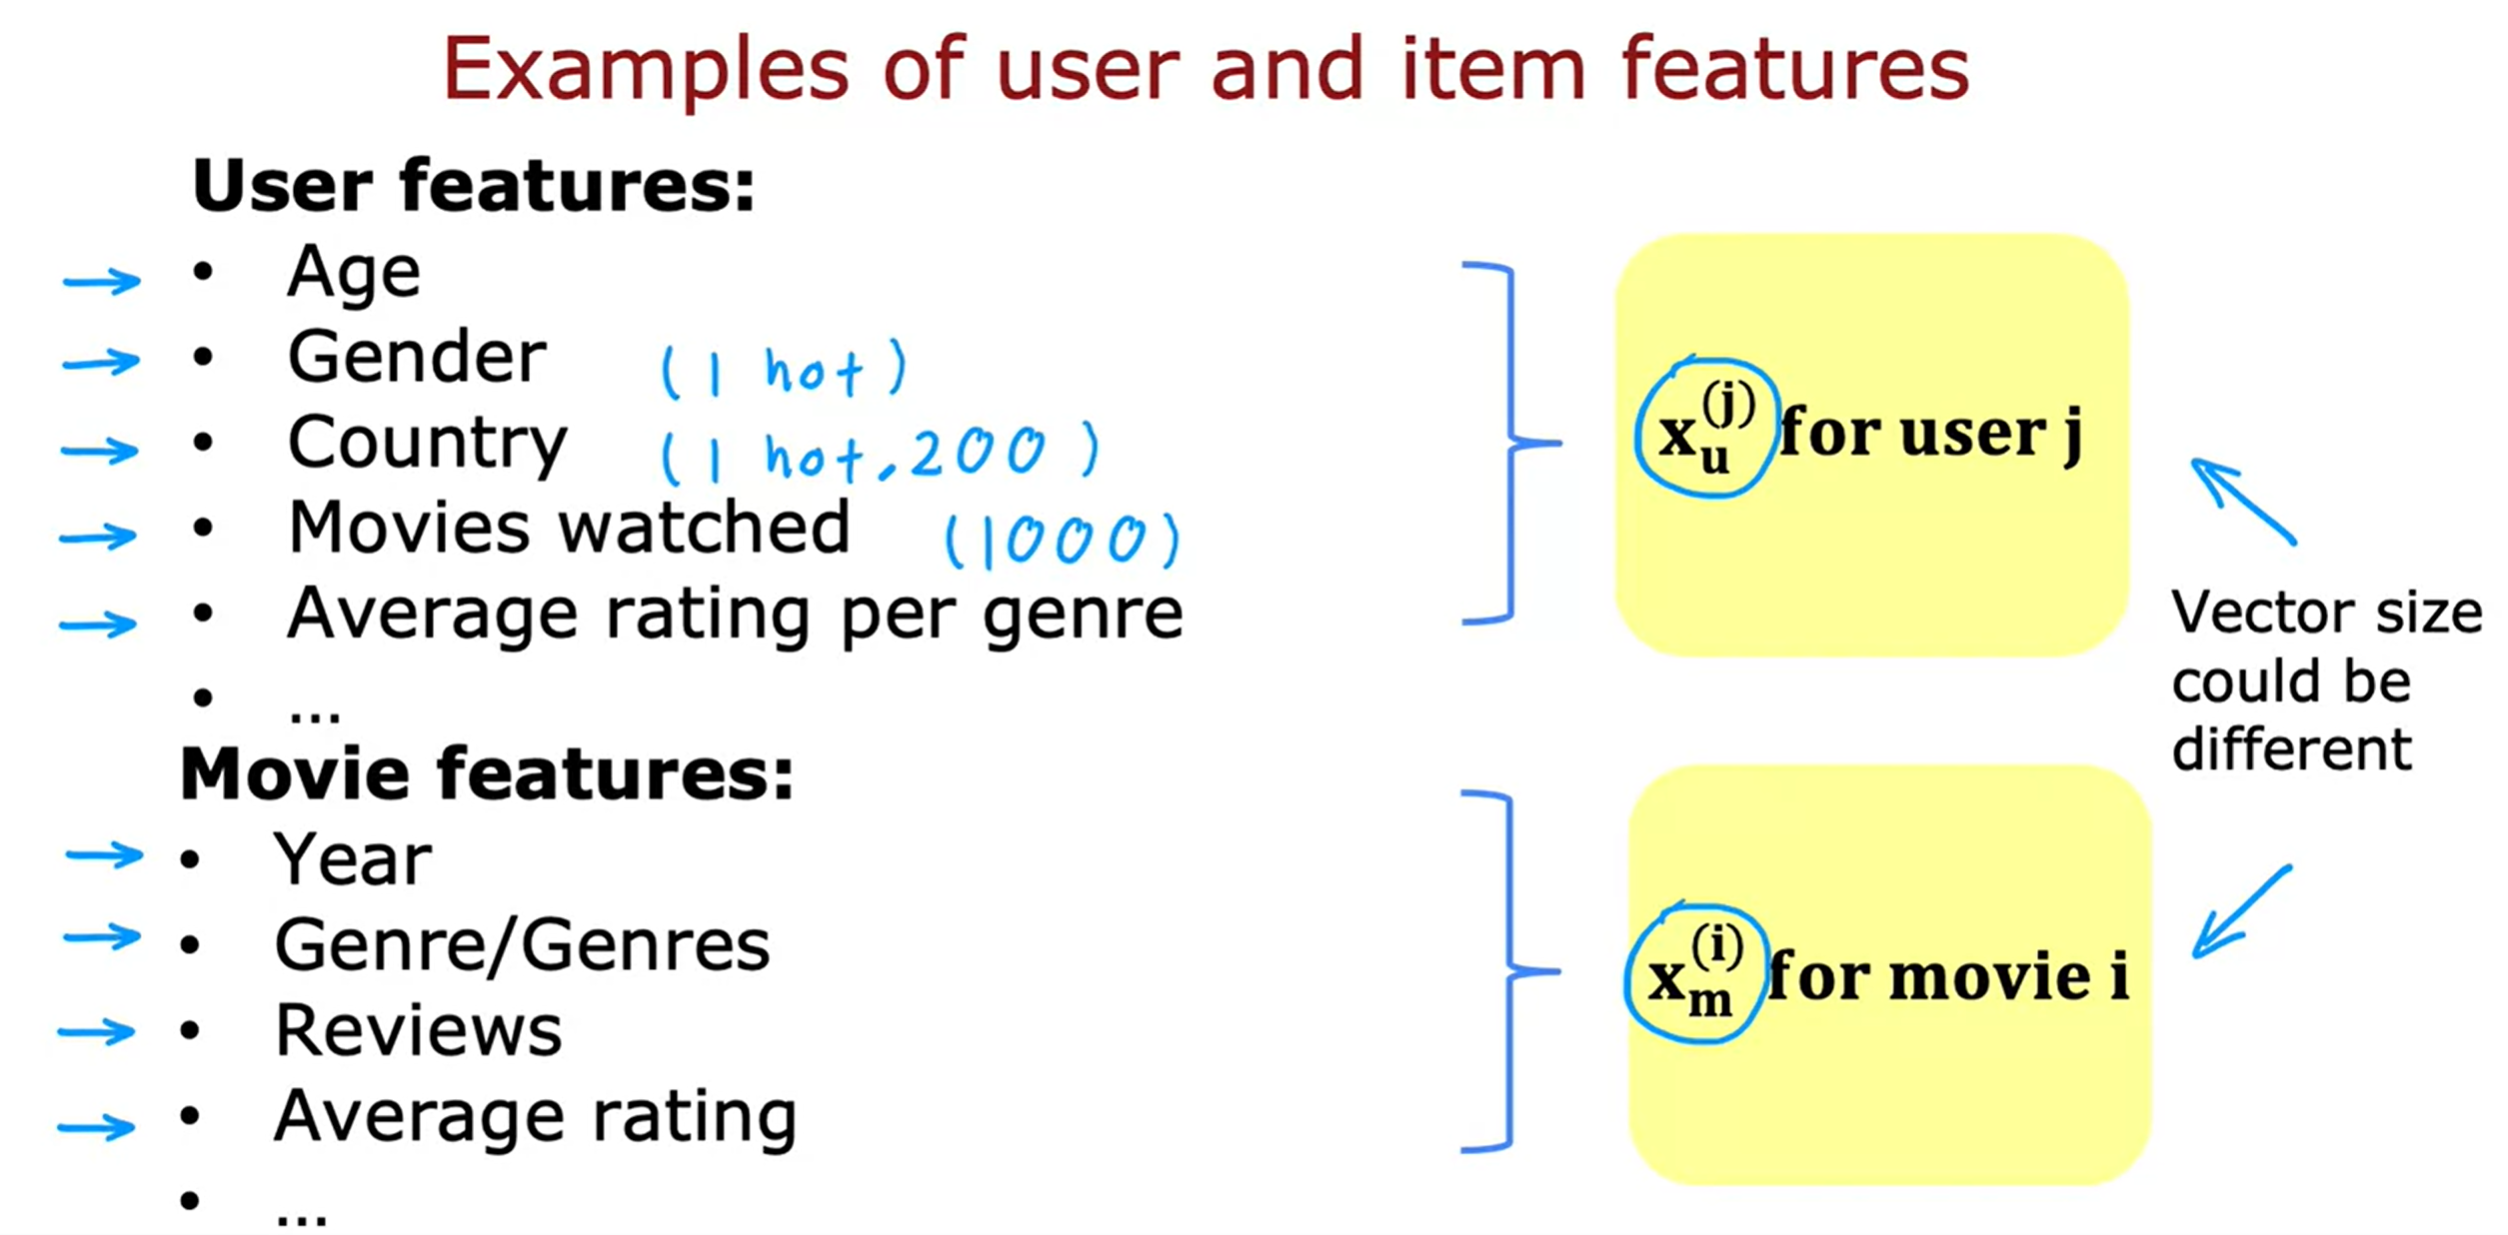 Examples of user and item features
User features:
• Age
• Gender (1 hot)
• Country (1 hot, 200)
• Movies watched (1000)
• Average rating per genre
• ...
x_u^(j) for user j
Vector size
could be
different
Movie features:
• Year
• Genre/Genres
• Reviews
• Average rating
• ...
x_m^(i) for movie i